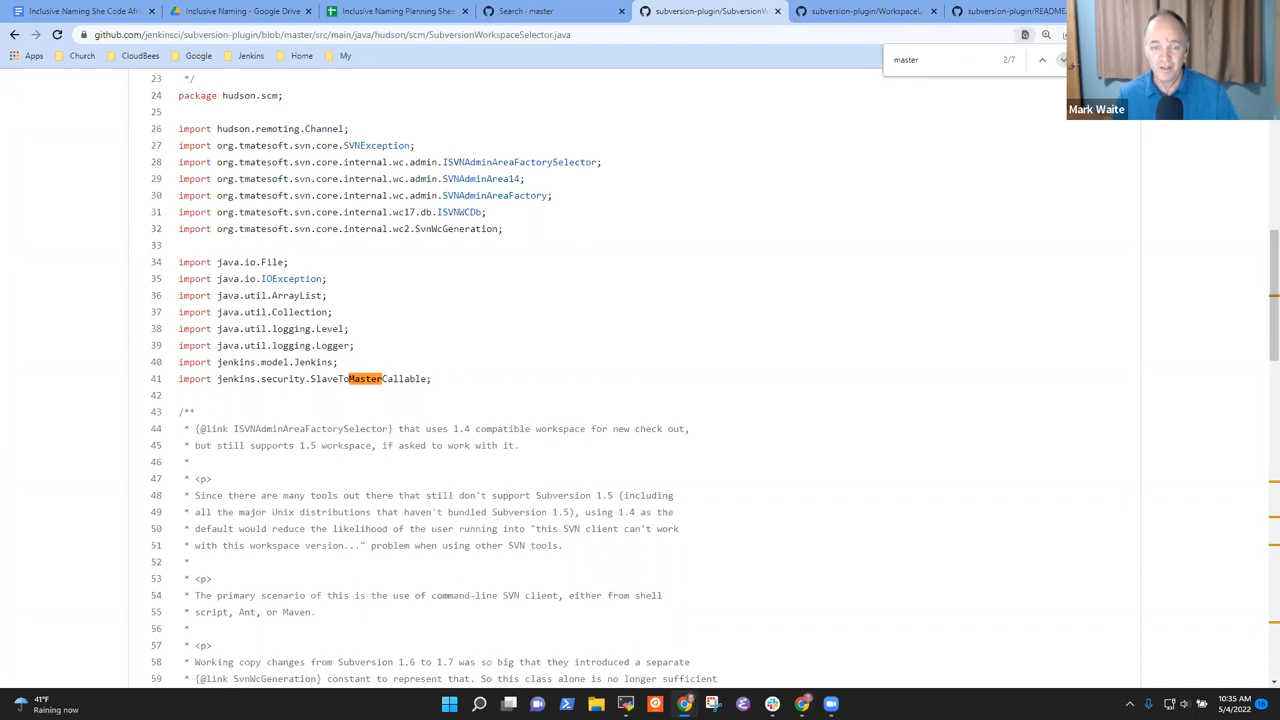 Inclusive Naming She Code Afri
Inclusive Naming - Google Drive
Inclusive Naming Planning Sheet
Search · master
subversion-plugin/SubversionW
subversion-plugin/WorkspaceU
subversion-plugin/README
github.com/jenkinsci/subversion-plugin/blob/master/src/main/java/hudson/scm/SubversionWorkspaceSelector.java
Apps
Church
CloudBees
Google
Jenkins
Home
My
master
2/7
Mark Waite
23 */
24 package hudson.scm;
25
26 import hudson.remoting.Channel;
27 import org.tmatesoft.svn.core.SVNException;
28 import org.tmatesoft.svn.core.internal.wc.admin.ISVNAdminAreaFactorySelector;
29 import org.tmatesoft.svn.core.internal.wc.admin.SVNAdminArea14;
30 import org.tmatesoft.svn.core.internal.wc.admin.SVNAdminAreaFactory;
31 import org.tmatesoft.svn.core.internal.wc17.db.ISVNWCDb;
32 import org.tmatesoft.svn.core.internal.wc2.SvnWcGeneration;
33
34 import java.io.File;
35 import java.io.IOException;
36 import java.util.ArrayList;
37 import java.util.Collection;
38 import java.util.logging.Level;
39 import java.util.logging.Logger;
40 import jenkins.model.Jenkins;
41 import jenkins.security.SlaveToMasterCallable;
42
43 /**
44 * {@link ISVNAdminAreaFactorySelector} that uses 1.4 compatible workspace for new check out,
45 * but still supports 1.5 workspace, if asked to work with it.
46 *
47 * <p>
48 * Since there are many tools out there that still don't support Subversion 1.5 (including
49 * all the major Unix distributions that haven't bundled Subversion 1.5), using 1.4 as the
50 * default would reduce the likelihood of the user running into "this SVN client can't work
51 * with this workspace version..." problem when using other SVN tools.
52 *
53 * <p>
54 * The primary scenario of this is the use of command-line SVN client, either from shell
55 * script, Ant, or Maven.
56 *
57 * <p>
58 * Working copy changes from Subversion 1.6 to 1.7 was so big that they introduced a separate
59 * {@link SvnWcGeneration} constant to represent that. So this class alone is no longer sufficient
41°F
Raining now
10:35 AM
5/4/2022
16